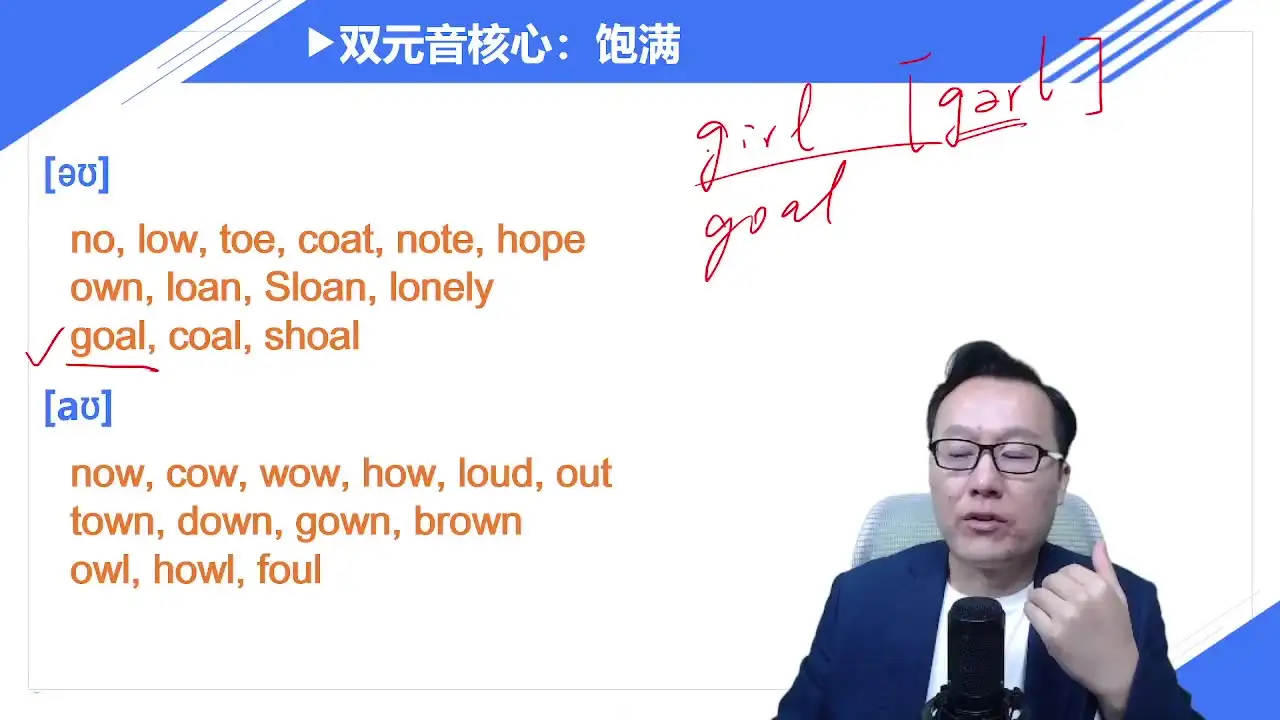 ▶双元音核心：饱满
girl [gərl]
goal
[əʊ]
no, low, toe, coat, note, hope
own, loan, Sloan, lonely
goal, coal, shoal
[aʊ]
now, cow, wow, how, loud, out
town, down, gown, brown
owl, howl, foul